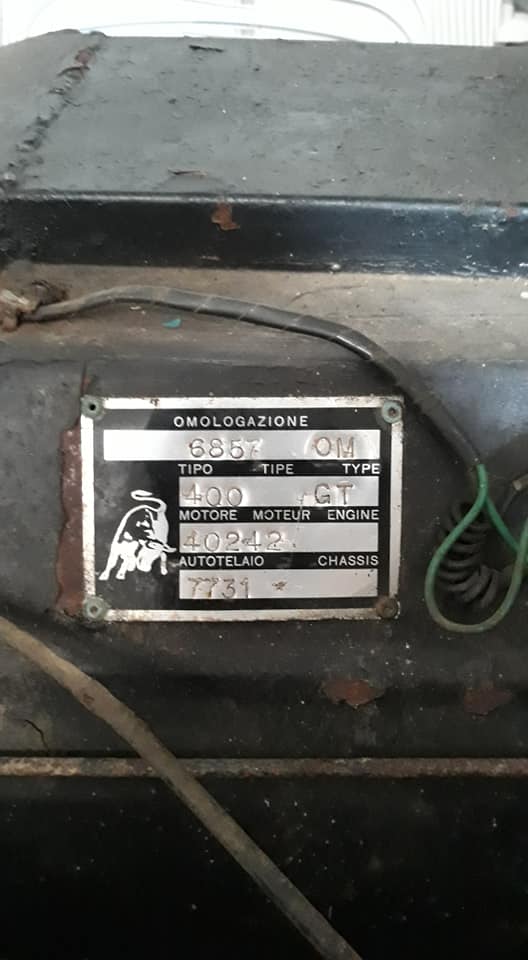 OMOLOGAZIONE
6857 OM
TIPO TIPE TYPE
400 GT
MOTORE MOTEUR ENGINE
40242
AUTOTELAIO CHASSIS
7731 *